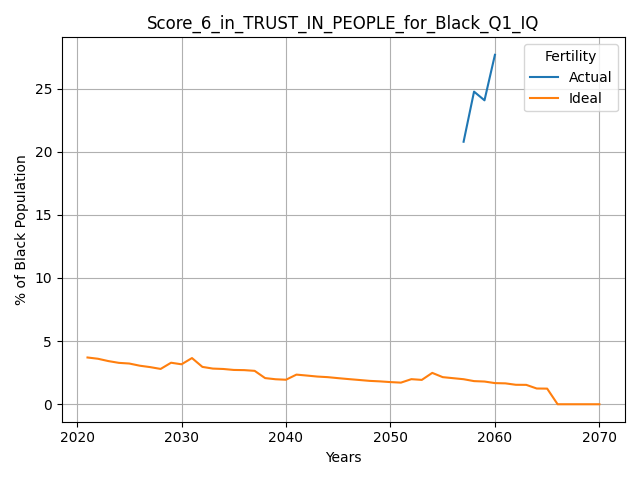 Score_6_in_TRUST_IN_PEOPLE_for_Black_Q1_IQ
Fertility
Actual
Ideal
% of Black Population
25
20
15
10
5
0
2020 2030 2040 2050 2060 2070
Years